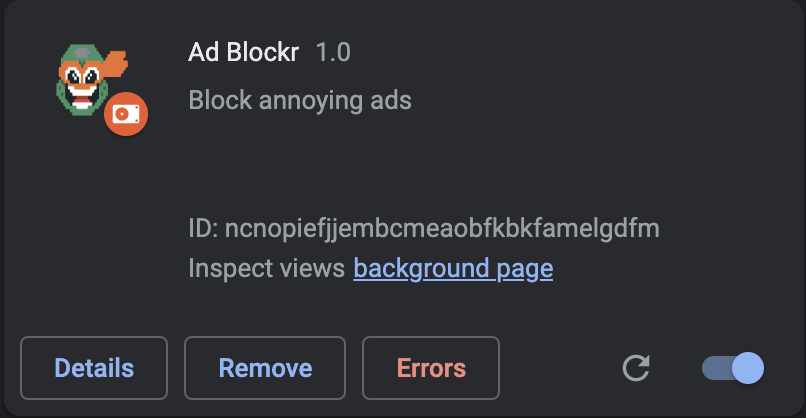 Ad Blockr 1.0
Block annoying ads
ID: ncnopiefjjembcmeaobfkbkfamelgdfm
Inspect views background page
Details Remove Errors